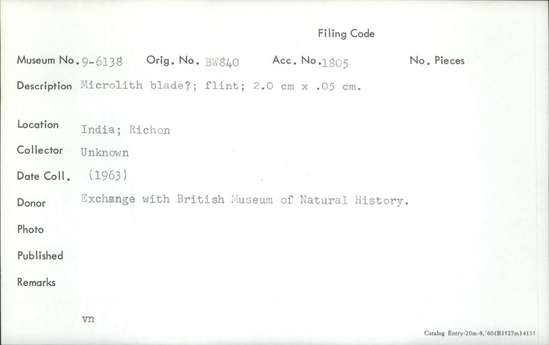 Filing Code
Museum No. 9-6138 Orig. No. BW840 Acc. No. 1805 No. Pieces
Description Microlith blade?; flint; 2.0 cm x .05 cm.
Location India; Richon
Collector Unknown
Date Coll. (1963)
Donor Exchange with British Museum of Natural History.
Photo
Published
Remarks
vn
Catalog Entry-20m-8,'60(B1527m)4155